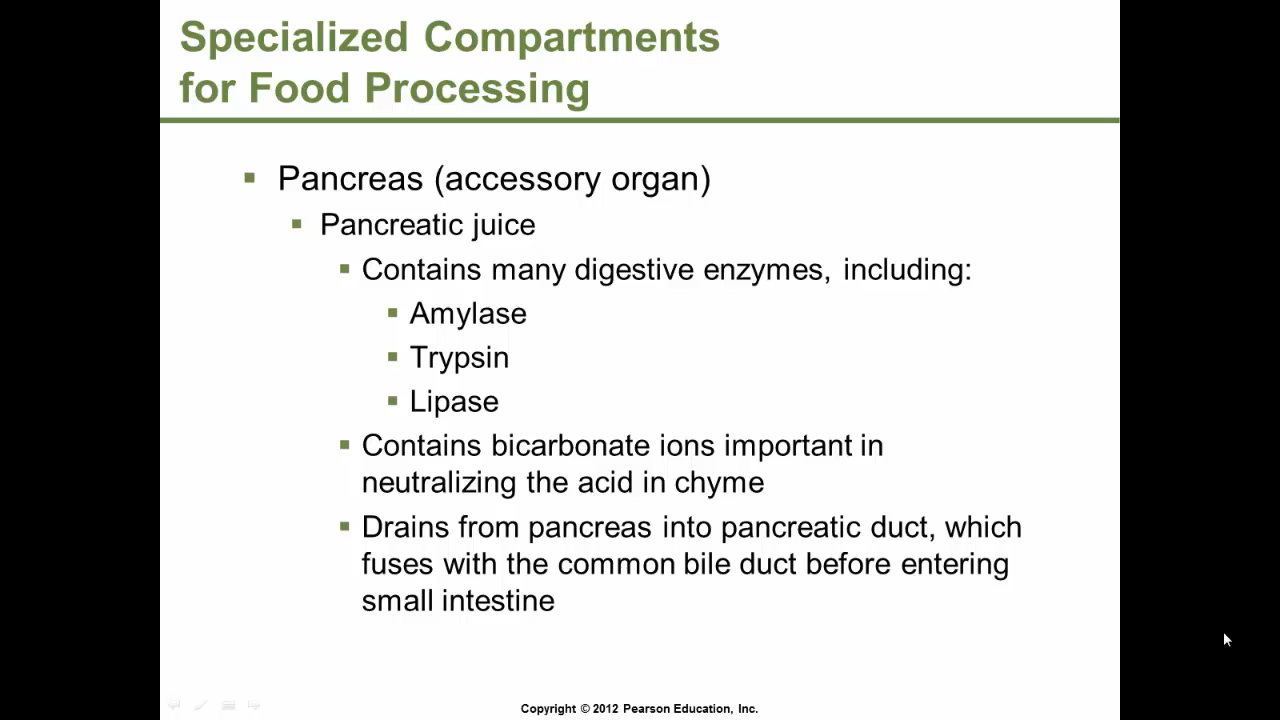 Specialized Compartments
for Food Processing
Pancreas (accessory organ)
Pancreatic juice
Contains many digestive enzymes, including:
Amylase
Trypsin
Lipase
Contains bicarbonate ions important in
neutralizing the acid in chyme
Drains from pancreas into pancreatic duct, which
fuses with the common bile duct before entering
small intestine
Copyright © 2012 Pearson Education, Inc.